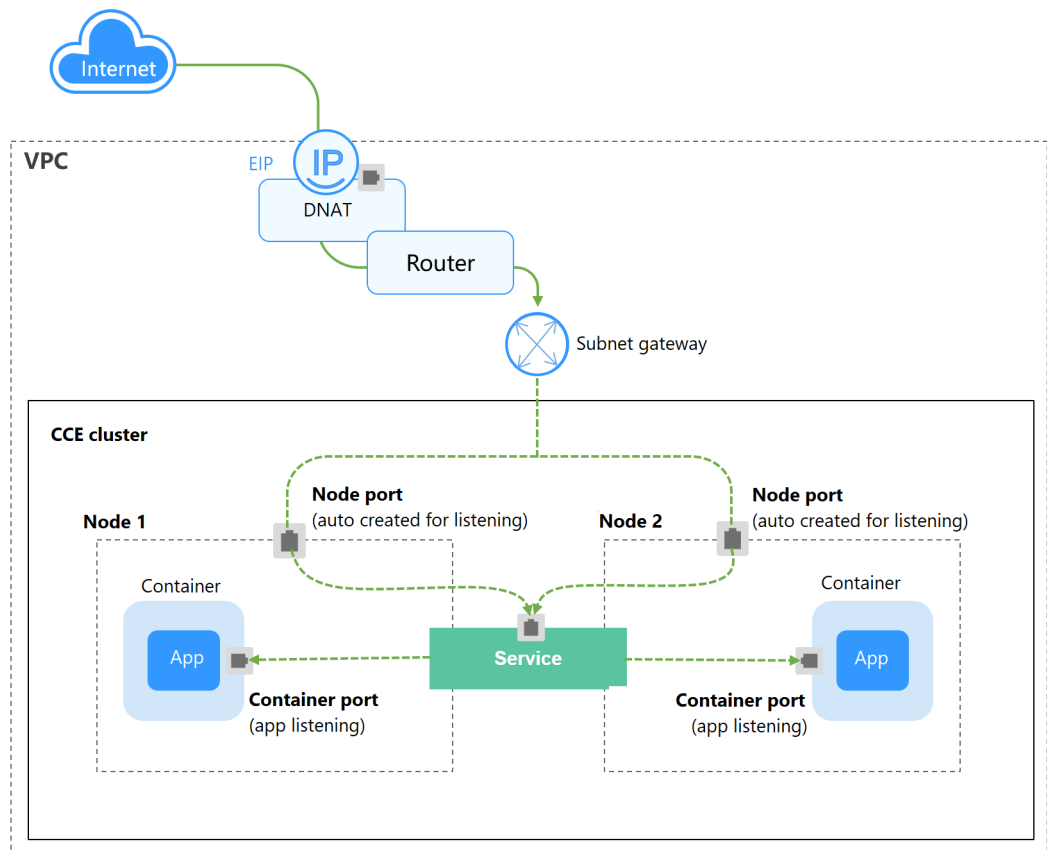 Internet
VPC
EIP
IP
DNAT
Router
Subnet gateway
CCE cluster
Node port
(auto created for listening)
Node port
(auto created for listening)
Node 1
Node 2
Container
Container
App
Service
App
Container port
(app listening)
Container port
(app listening)